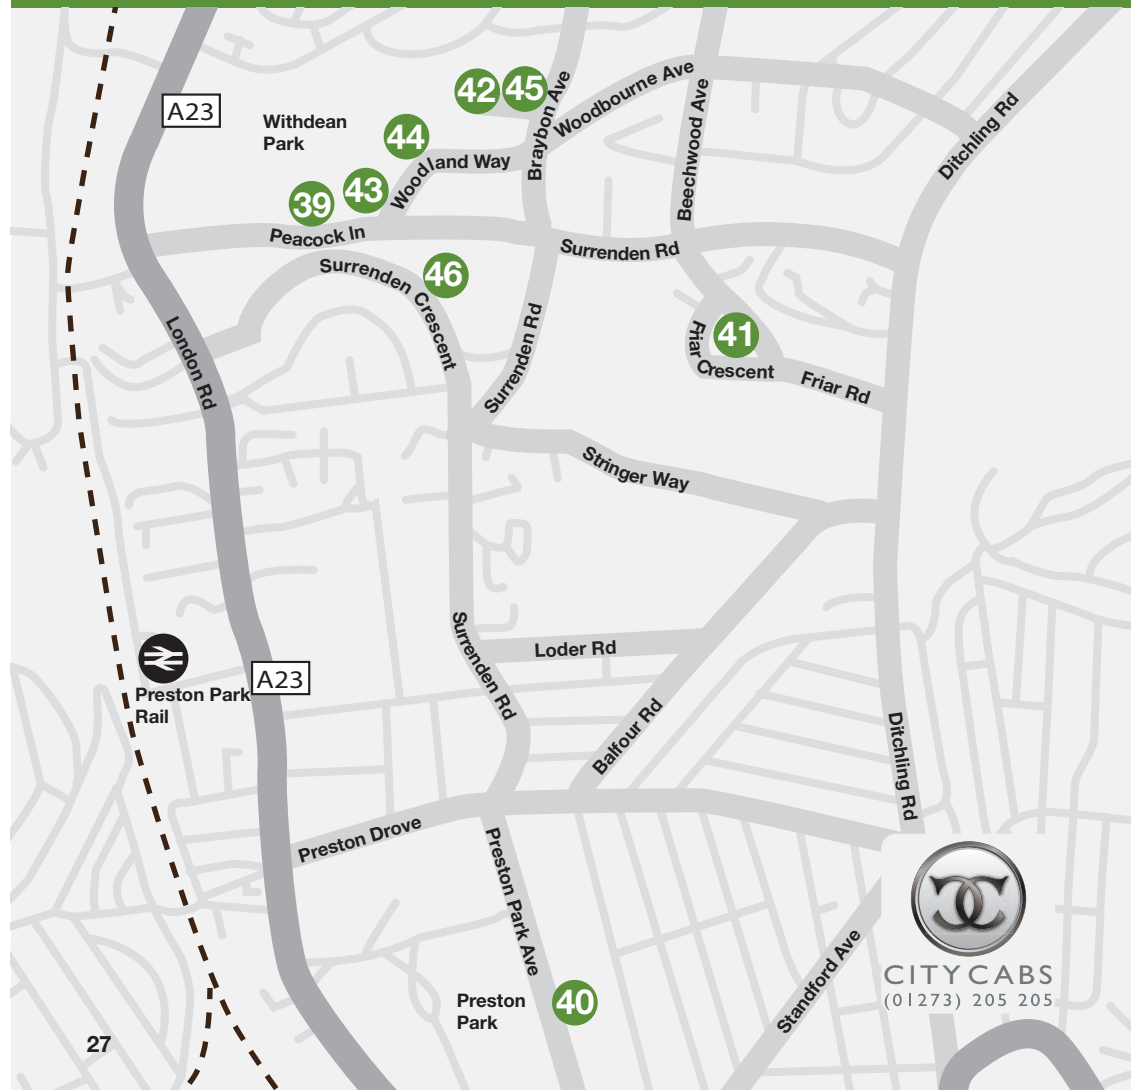 A23
42
45
Braybon Ave
Woodbourne Ave
Beechwood Ave
Ditchling Rd
Withdean
Park
44
Woodland Way
39
43
Peacock ln
Surrenden Rd
Surrenden Crescent
46
London Rd
Surrenden Rd
Friar Crescent
41
Friar Rd
Stringer Way
Surrenden Rd
Loder Rd
Preston Park
Rail
A23
Balfour Rd
Ditchling Rd
Preston Drove
Preston Park Ave
Standford Ave
CITY CABS
(01273) 205 205
Preston
Park
40
27